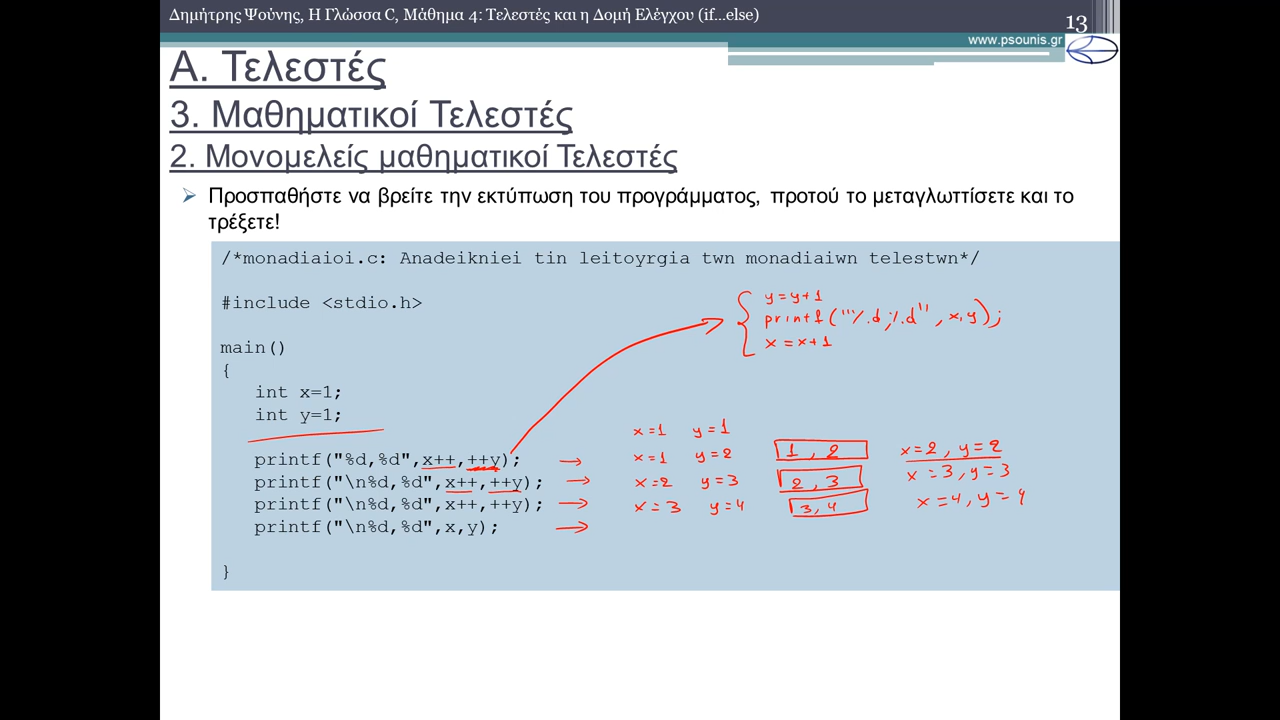 Δημήτρης Ψούνης, Η Γλώσσα C, Μάθημα 4: Τελεστές και η Δομή Ελέγχου (if...else)
13
www.psounis.gr
Α. Τελεστές
3. Μαθηματικοί Τελεστές
2. Μονομελείς μαθηματικοί Τελεστές
Προσπαθήστε να βρείτε την εκτύπωση του προγράμματος, προτού το μεταγλωττίσετε και το
τρέξετε!
/*monadiaioi.c: Anadeikniei tin leitoyrgia twn monadiaiwn telestwn*/
#include <stdio.h>
y=y+1
printf("%d,%d", x,y);
x=x+1
main()
{
int x=1;
int y=1;
x=1 y=1
printf("%d,%d",x++,++y); x=1 y=2 1, 2 x=2, y=2
printf("\n%d,%d",x++,++y); x=2 y=3 2, 3 x=3, y=3
printf("\n%d,%d",x++,++y); x=3 y=4 3, 4 x=4, y=4
printf("\n%d,%d",x,y);
}